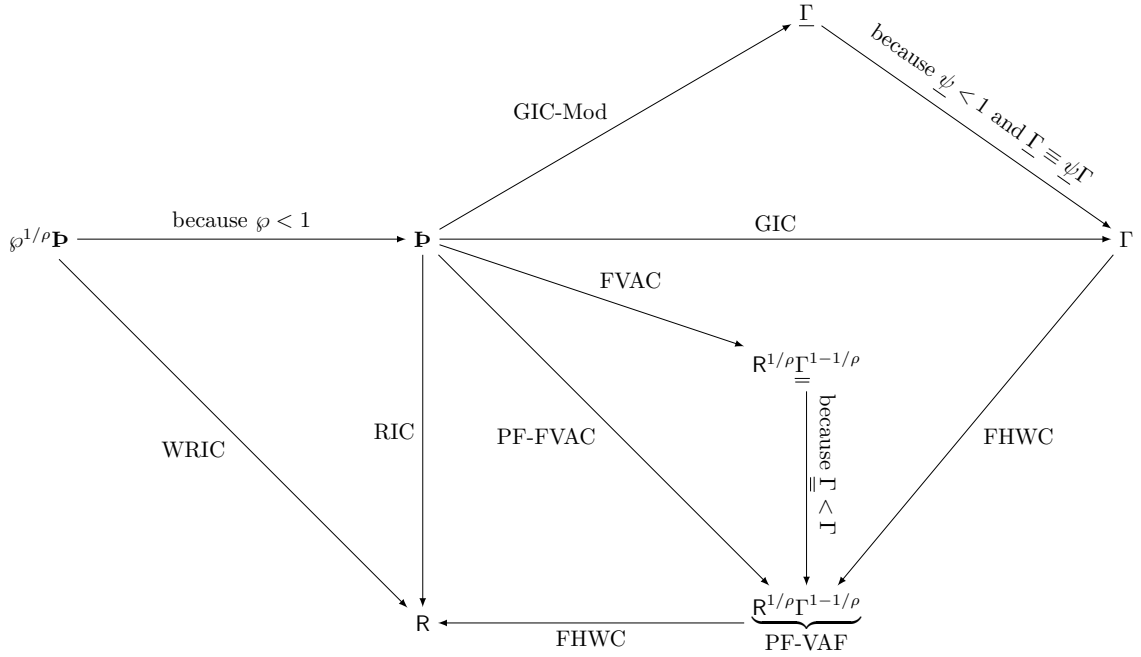 Γ̲
because ψ̲ < 1 and Γ̲ ≡ ψ̲Γ
GIC-Mod
℘^{1/ρ}Þ
because ℘ < 1
Þ
GIC
Γ
FVAC
R^{1/ρ}Γ̳^{1−1/ρ}
WRIC
RIC
PF-FVAC
because Γ̳ < Γ
FHWC
R
FHWC
R^{1/ρ}Γ^{1−1/ρ}
PF-VAF